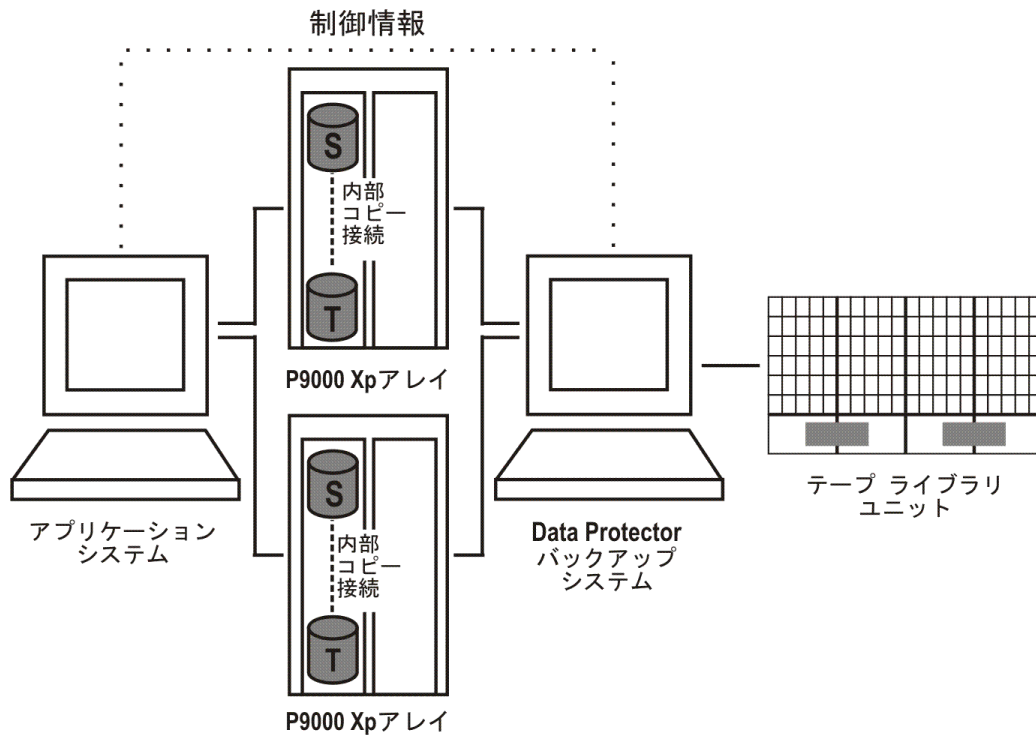 制御情報
S
内部
コピー
接続
T
P9000 Xpアレイ
S
内部
コピー
接続
T
P9000 Xpアレイ
アプリケーション
システム
Data Protector
バックアップ
システム
テープ ライブラリ
ユニット